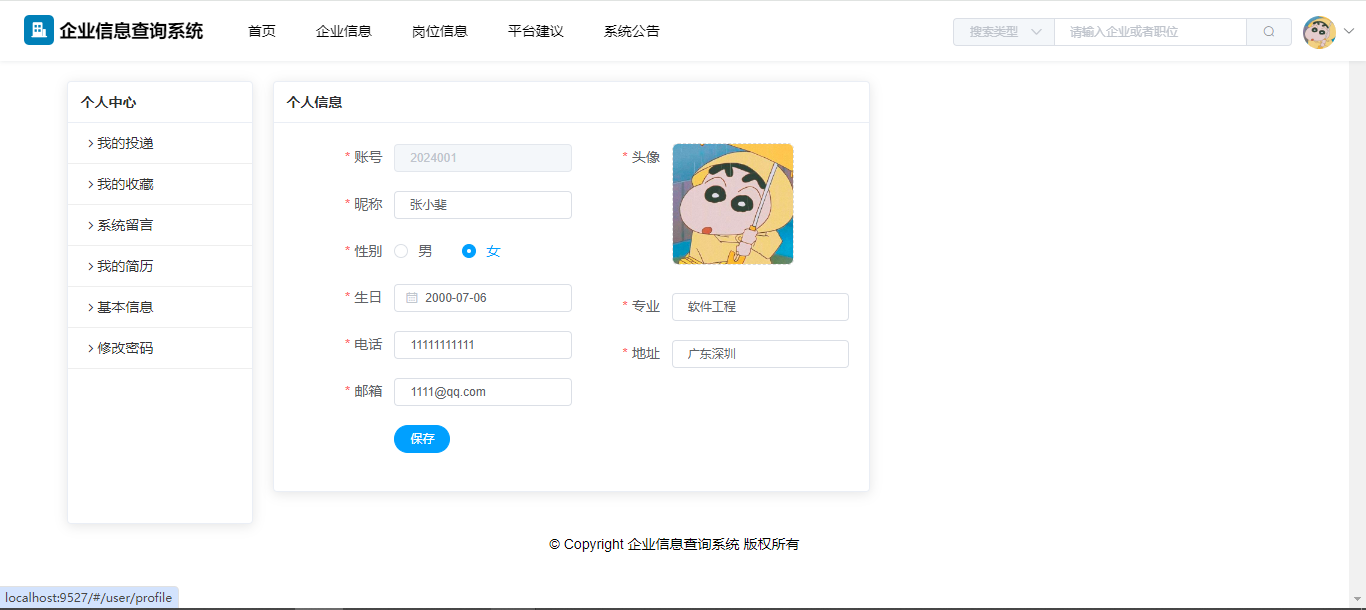 企业信息查询系统 首页 企业信息 岗位信息 平台建议 系统公告 搜索类型 请输入企业或者职位
个人中心
我的投递
我的收藏
系统留言
我的简历
基本信息
修改密码
个人信息
* 账号 2024001
* 昵称 张小斐
* 性别 男 女
* 生日 2000-07-06
* 电话 11111111111
* 邮箱 1111@qq.com
保存
* 头像
* 专业 软件工程
* 地址 广东深圳
© Copyright 企业信息查询系统 版权所有
localhost:9527/#/user/profile